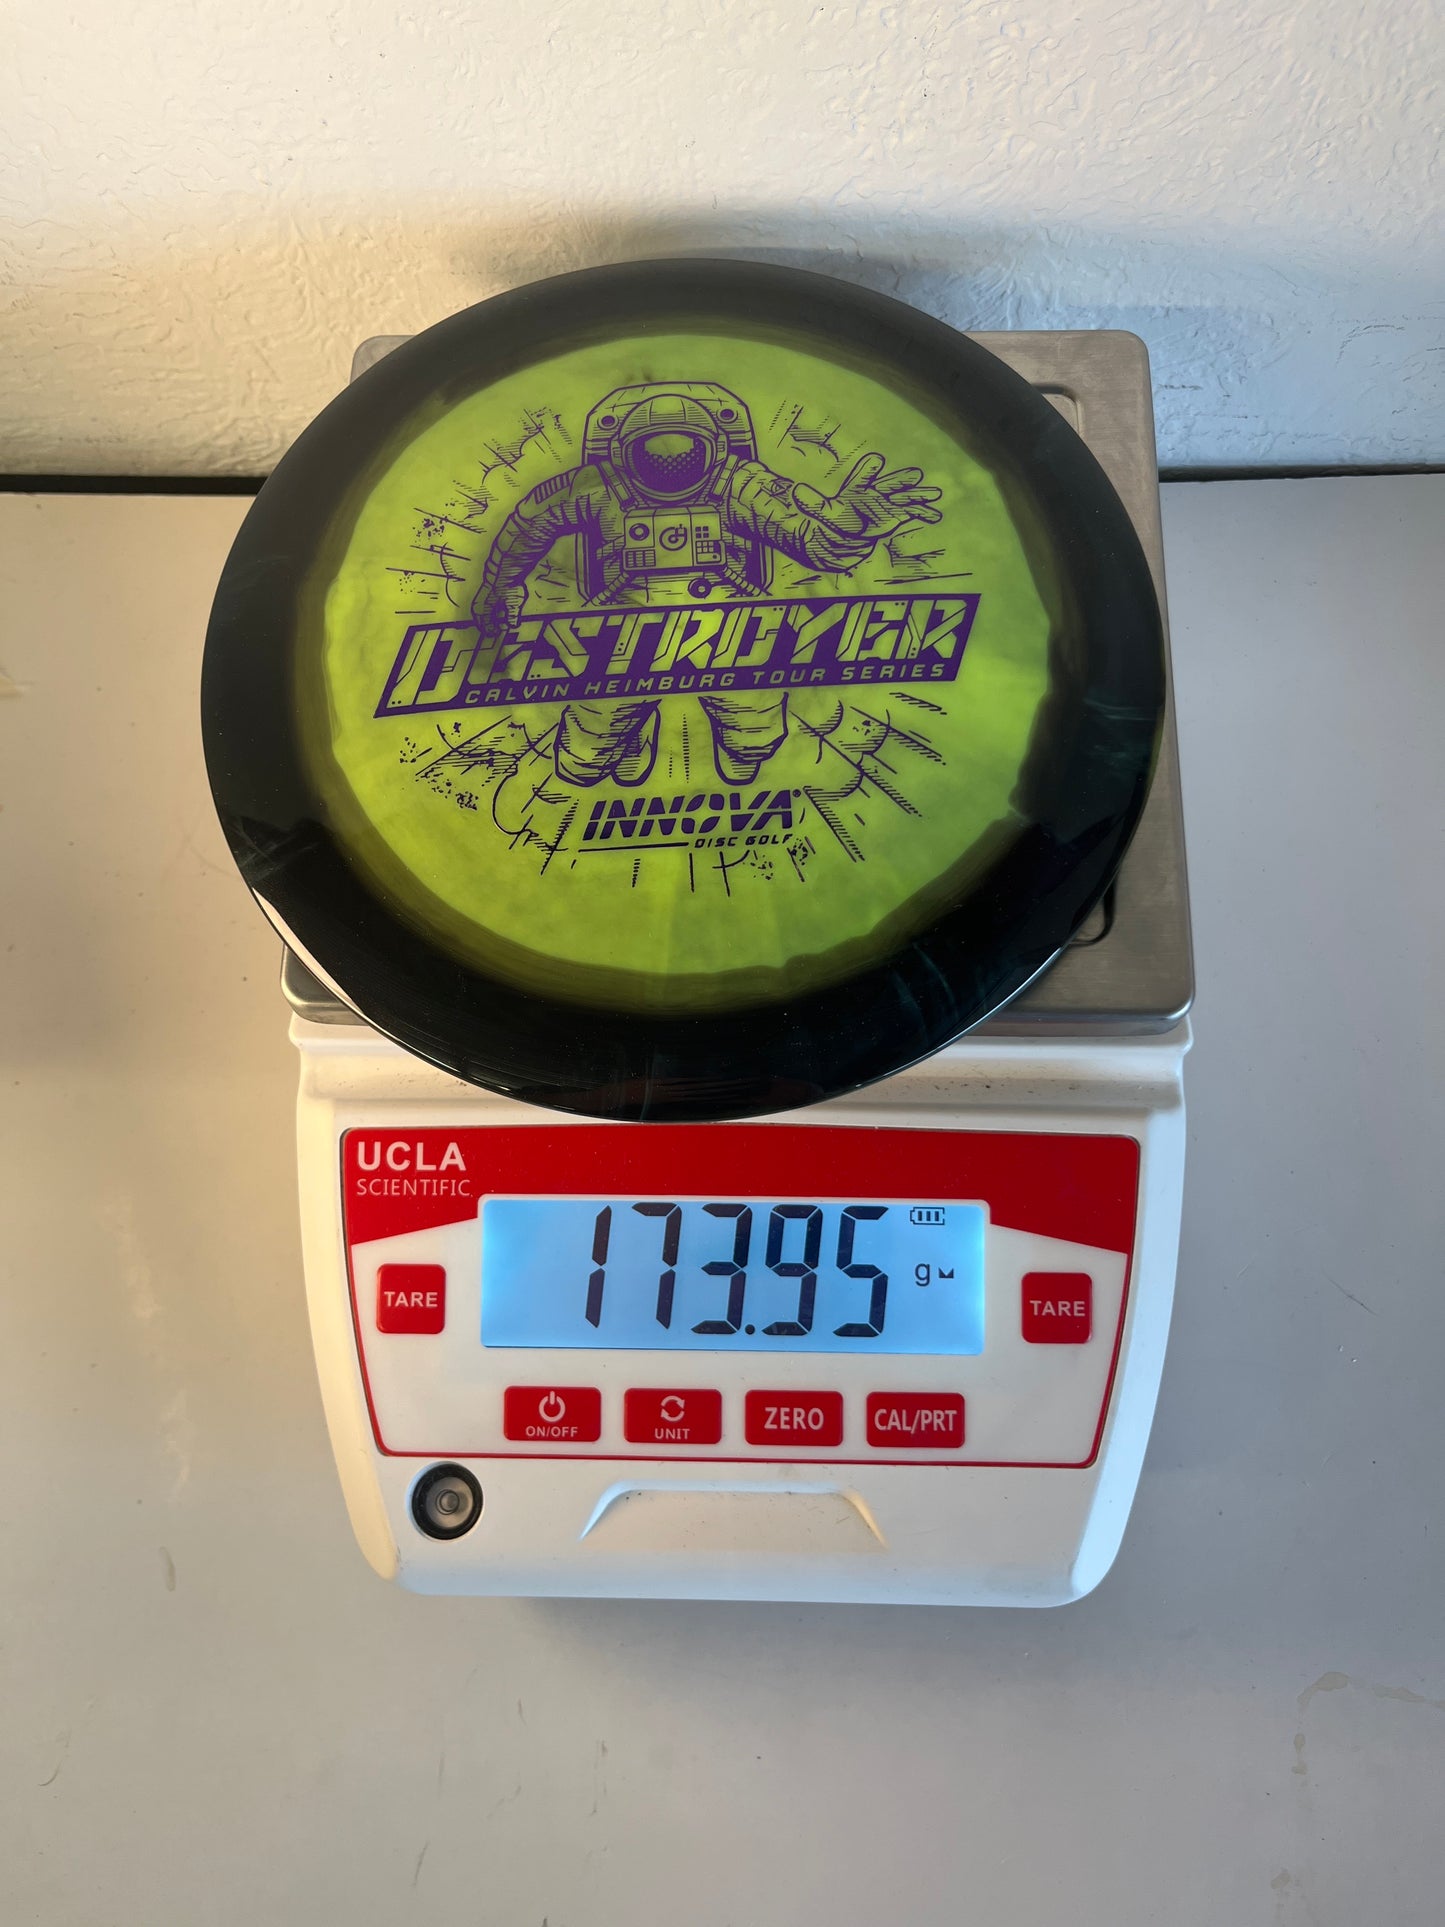 DESTROYER
CALVIN HEIMBURG TOUR SERIES
INNOVA®
DISC GOLF
UCLA
SCIENTIFIC
173.95 g
TARE
TARE
ON/OFF
UNIT
ZERO
CAL/PRT